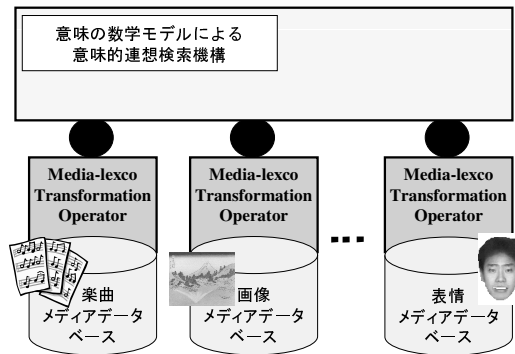 意味の数学モデルによる
意味的連想検索機構
Media-lexco
Transformation
Operator
Media-lexco
Transformation
Operator
...
Media-lexco
Transformation
Operator
楽曲
メディアデータ
ベース
画像
メディアデータ
ベース
表情
メディアデータ
ベース